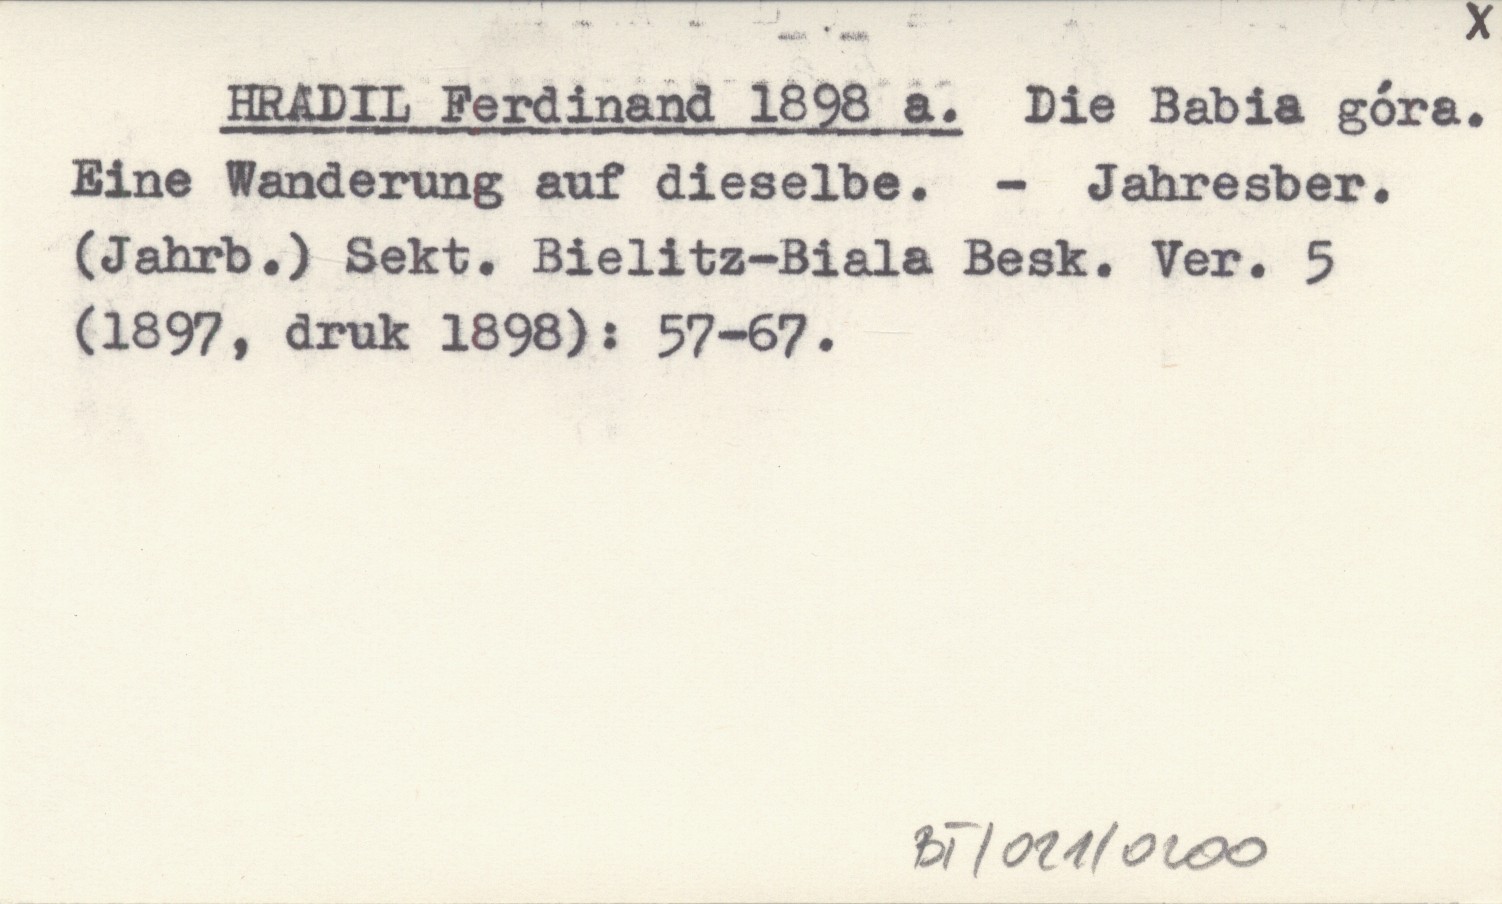 X
HRADIL Ferdinand 1898 a. Die Babia góra.
Eine Wanderung auf dieselbe. - Jahresber.
(Jahrb.) Sekt. Bielitz-Biala Besk. Ver. 5
(1897, druk 1898): 57-67.
BT/021/0200